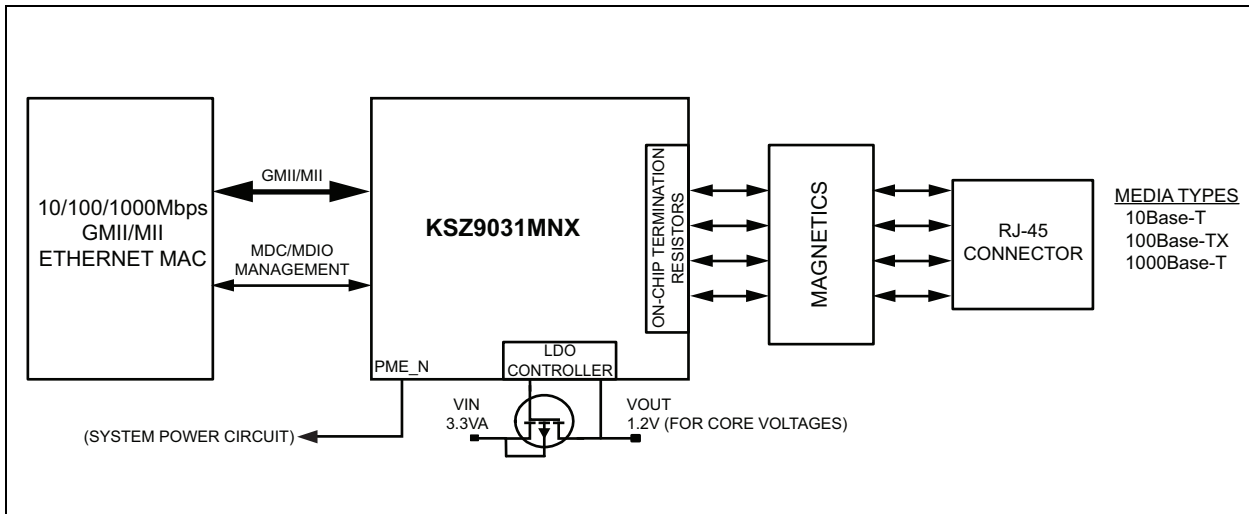 10/100/1000Mbps
GMII/MII
ETHERNET MAC
GMII/MII
MDC/MDIO
MANAGEMENT
KSZ9031MNX
ON-CHIP TERMINATION
RESISTORS
PME_N
LDO
CONTROLLER
(SYSTEM POWER CIRCUIT)
VIN
3.3VA
VOUT
1.2V (FOR CORE VOLTAGES)
MAGNETICS
RJ-45
CONNECTOR
MEDIA TYPES
10Base-T
100Base-TX
1000Base-T